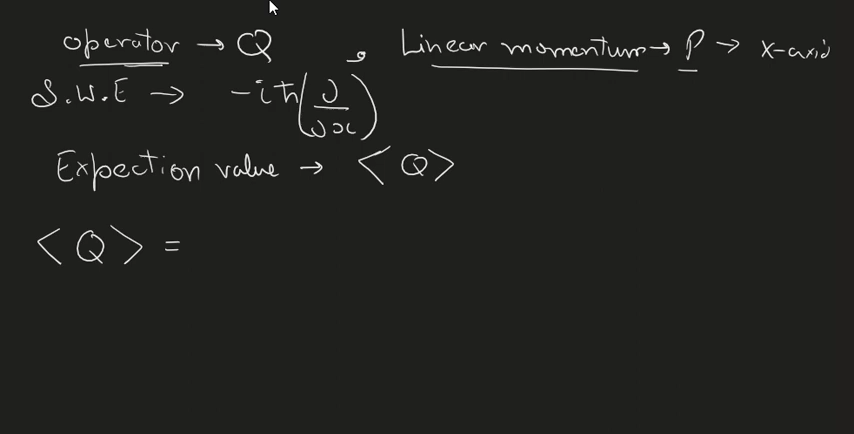 operator → Q , Linear momentum → P → x-axis
S.W.E → -iħ(∂/∂x)
Expection value → <Q>
<Q> =